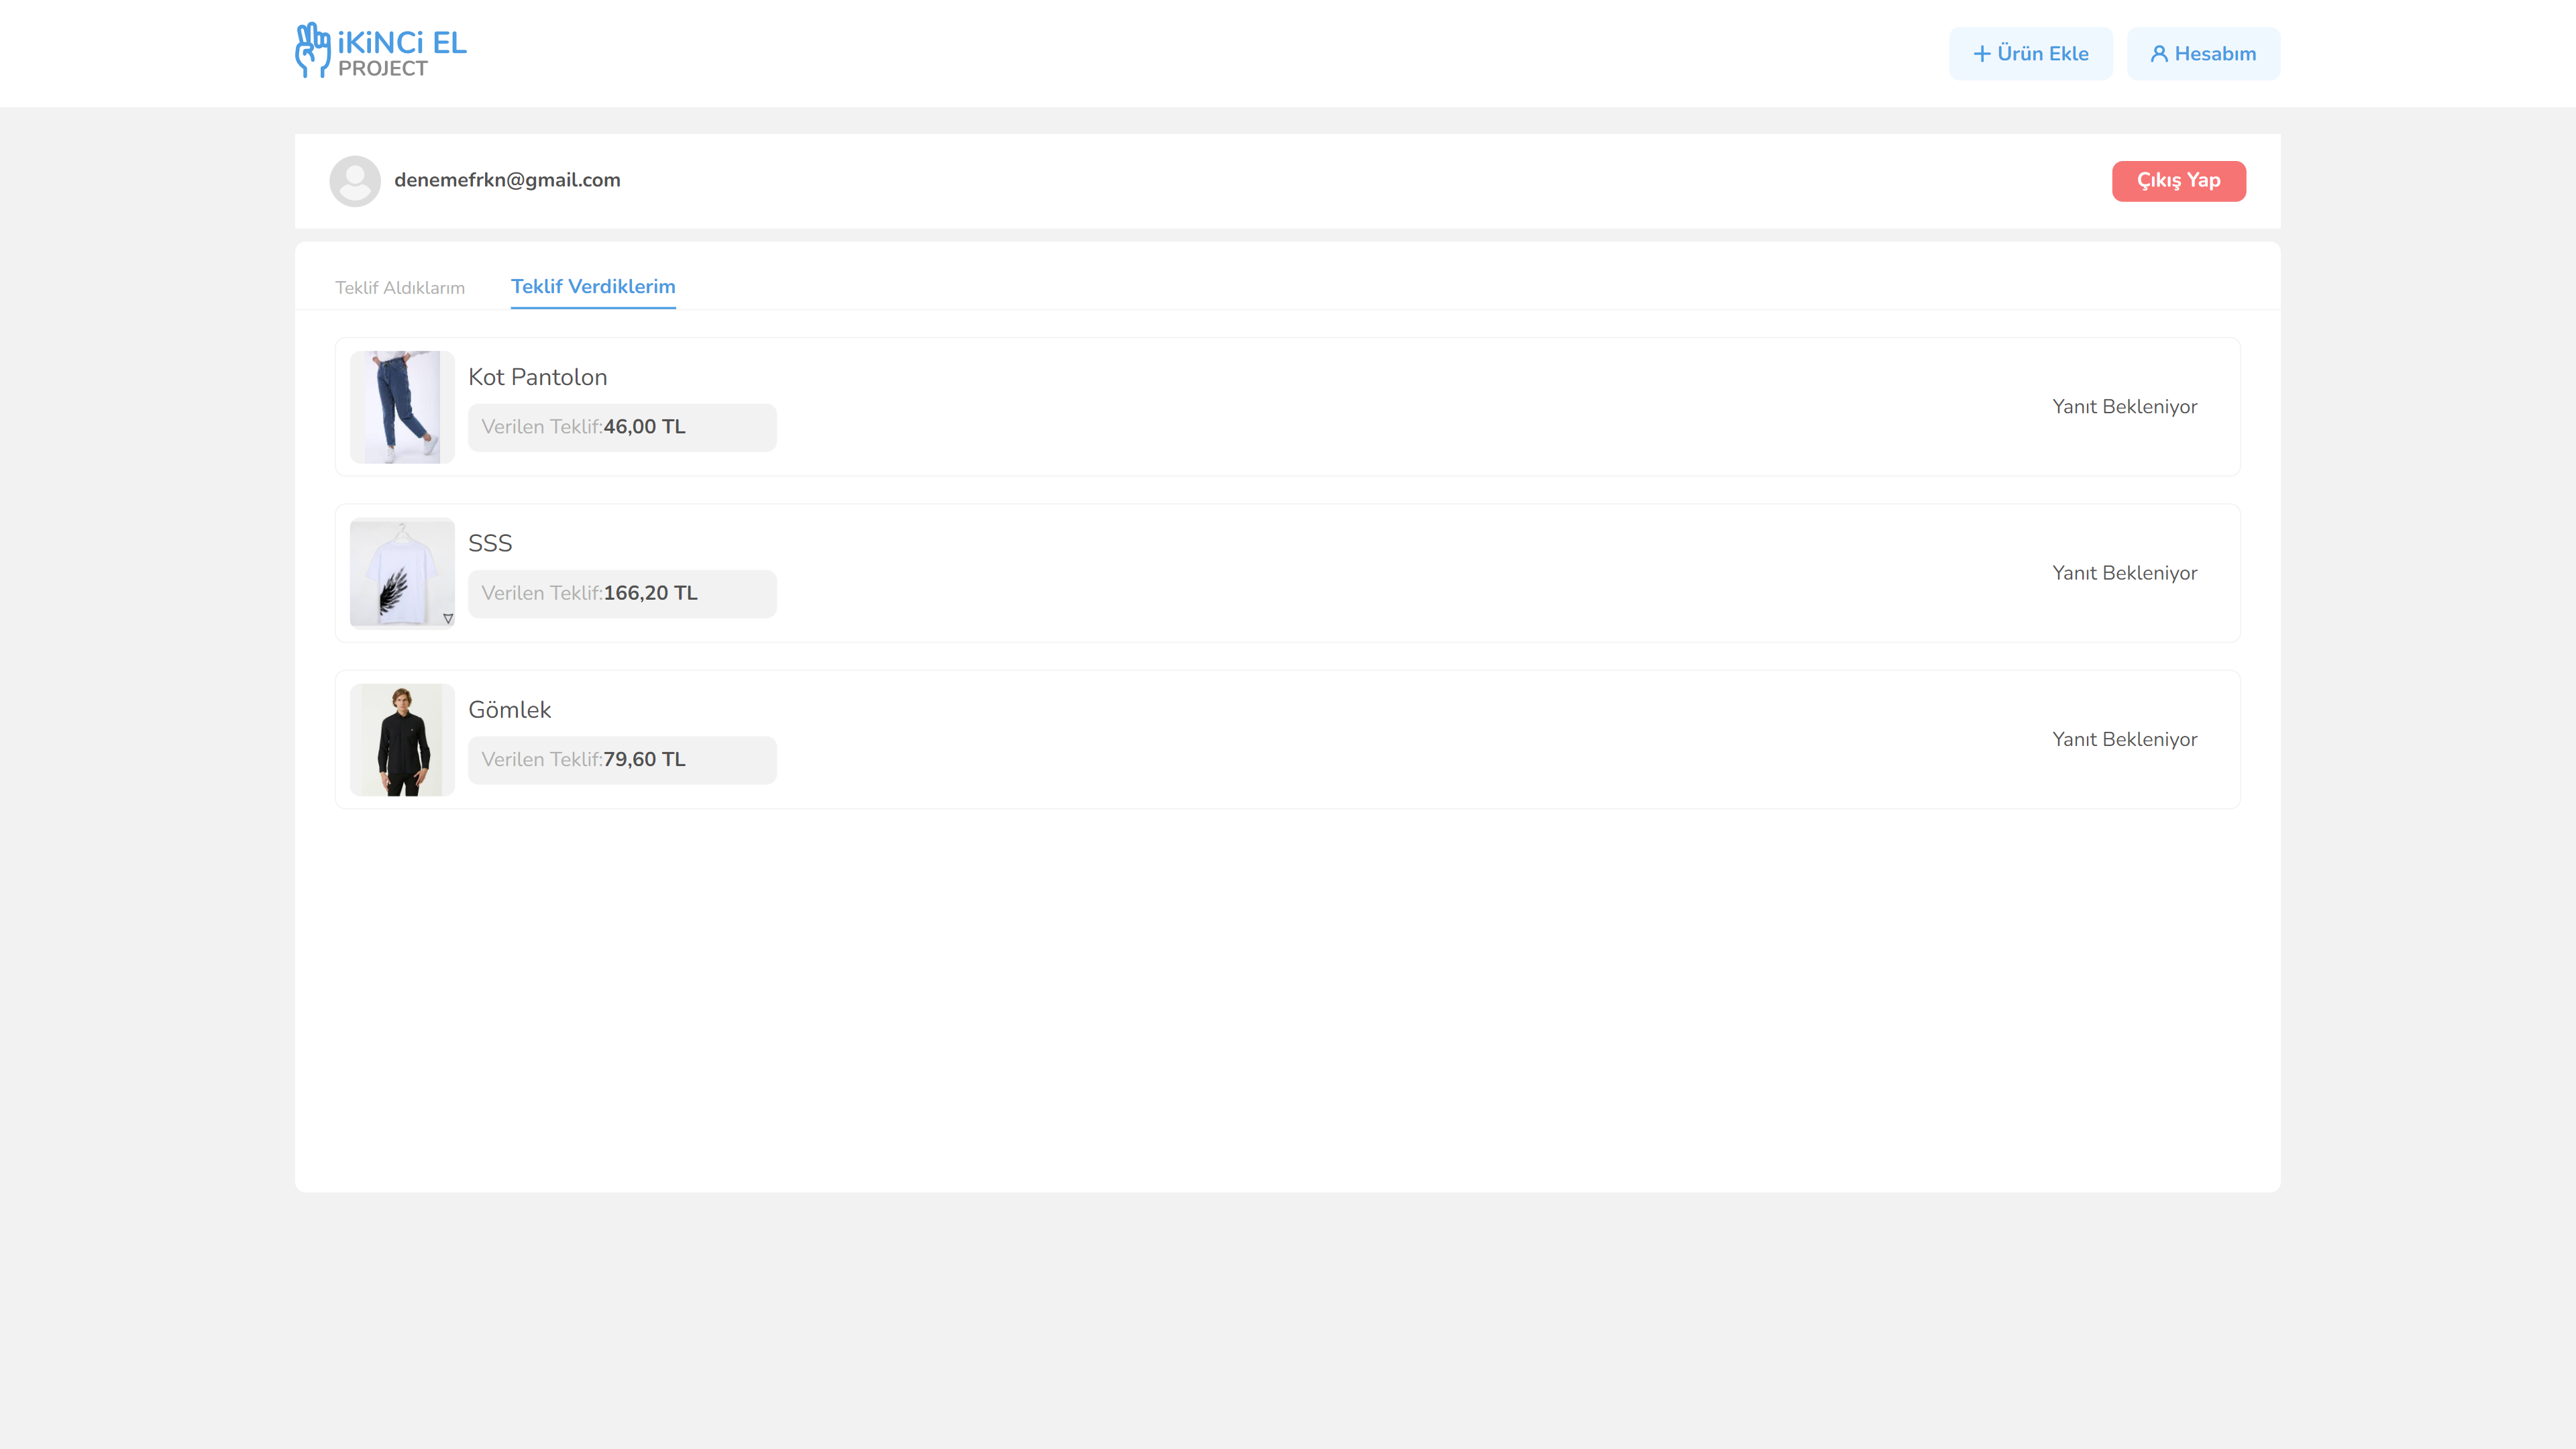 iKiNCi EL
PROJECT
Ürün Ekle
Hesabım
denemefrkn@gmail.com
Çıkış Yap
Teklif Aldıklarım
Teklif Verdiklerim
Kot Pantolon
Verilen Teklif:46,00 TL
Yanıt Bekleniyor
SSS
Verilen Teklif:166,20 TL
Yanıt Bekleniyor
Gömlek
Verilen Teklif:79,60 TL
Yanıt Bekleniyor